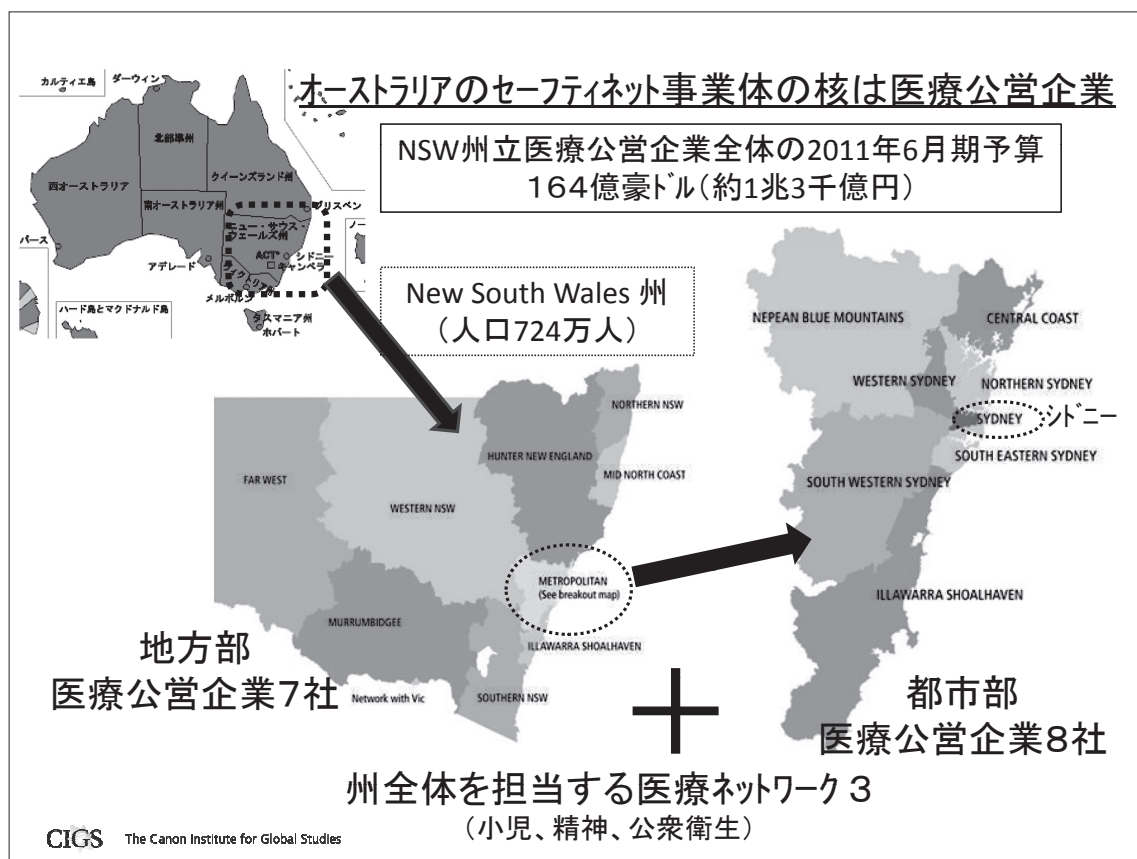 オーストラリアのセーフティネット事業体の核は医療公営企業
NSW州立医療公営企業全体の2011年6月期予算
164億豪ドル(約1兆3千億円)
カルティエ島
ダーウィン
北部準州
クイーンズランド州
西オーストラリア
南オーストラリア州
ブリスベン
ニュー・サウス・
ウェールズ州
パース
ACT*
シドニー
キャンベラ
アデレード
メルボルン
ハード島とマクドナルド島
タスマニア州
ホバート
ノー
New South Wales 州
(人口724万人)
NEPEAN BLUE MOUNTAINS
CENTRAL COAST
WESTERN SYDNEY
NORTHERN SYDNEY
SYDNEY
シドニー
SOUTH EASTERN SYDNEY
SOUTH WESTERN SYDNEY
ILLAWARRA SHOALHAVEN
NORTHERN NSW
HUNTER NEW ENGLAND
MID NORTH COAST
FAR WEST
WESTERN NSW
METROPOLITAN
(See breakout map)
MURRUMBIDGEE
ILLAWARRA SHOALHAVEN
Network with Vic
SOUTHERN NSW
地方部
医療公営企業7社
都市部
医療公営企業8社
州全体を担当する医療ネットワーク3
(小児、精神、公衆衛生)
CIGS The Canon Institute for Global Studies